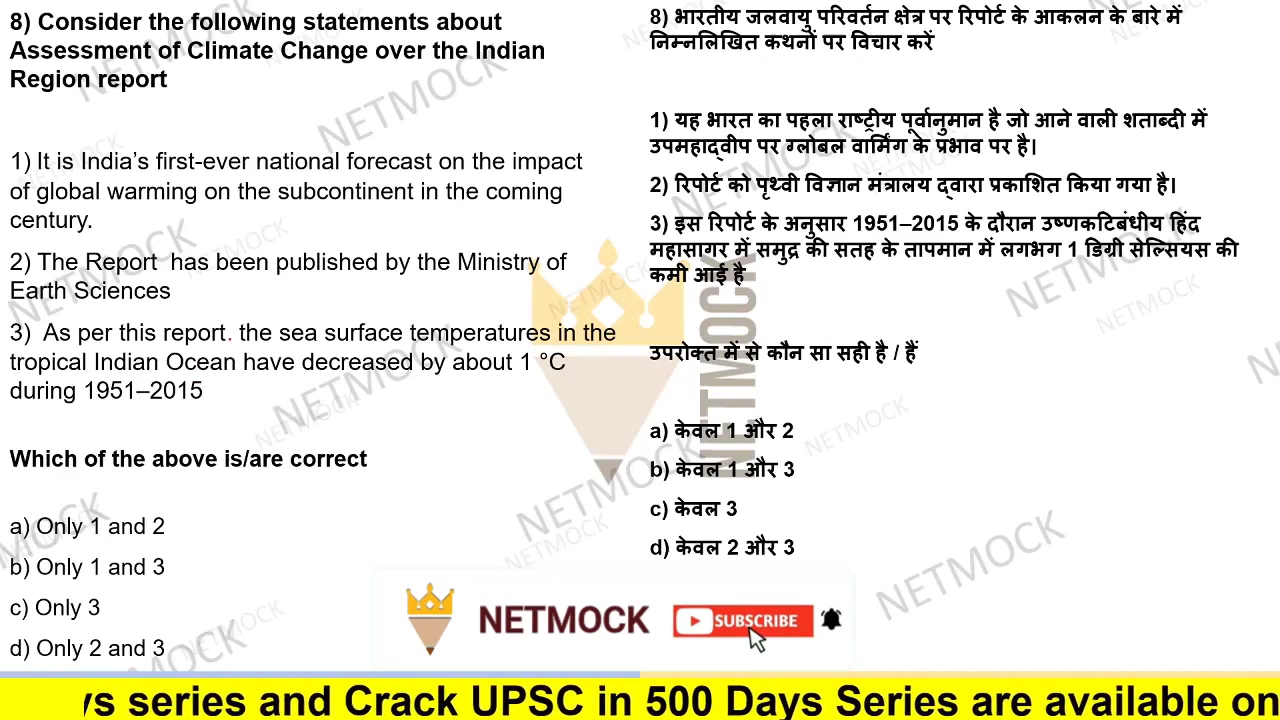 8) Consider the following statements about
Assessment of Climate Change over the Indian
Region report
1) It is India’s first-ever national forecast on the impact
of global warming on the subcontinent in the coming
century.
2) The Report has been published by the Ministry of
Earth Sciences
3) As per this report. the sea surface temperatures in the
tropical Indian Ocean have decreased by about 1 °C
during 1951–2015
Which of the above is/are correct
a) Only 1 and 2
b) Only 1 and 3
c) Only 3
d) Only 2 and 3
8) भारतीय जलवायु परिवर्तन क्षेत्र पर रिपोर्ट के आकलन के बारे में
निम्नलिखित कथनों पर विचार करें
1) यह भारत का पहला राष्ट्रीय पूर्वानुमान है जो आने वाली शताब्दी में
उपमहाद्वीप पर ग्लोबल वार्मिंग के प्रभाव पर है।
2) रिपोर्ट को पृथ्वी विज्ञान मंत्रालय द्वारा प्रकाशित किया गया है।
3) इस रिपोर्ट के अनुसार 1951–2015 के दौरान उष्णकटिबंधीय हिंद
महासागर में समुद्र की सतह के तापमान में लगभग 1 डिग्री सेल्सियस की
कमी आई है
उपरोक्त में से कौन सा सही है / हैं
a) केवल 1 और 2
b) केवल 1 और 3
c) केवल 3
d) केवल 2 और 3
NETMOCK
NETMOCK SUBSCRIBE
series and Crack UPSC in 500 Days Series are available on